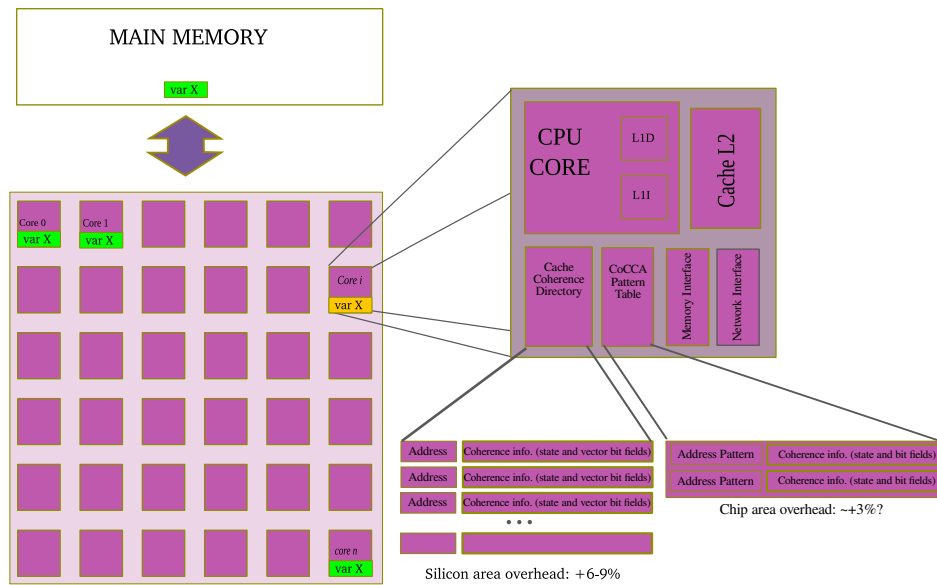 MAIN MEMORY
var X
Core 0
var X
Core 1
var X
Core i
var X
core n
var X
CPU
CORE
L1D
L1I
Cache L2
Cache
Coherence
Directory
CoCCA
Pattern
Table
Memory Interface
Network Interface
Address
Coherence info. (state and vector bit fields)
Address
Coherence info. (state and vector bit fields)
Address
Coherence info. (state and vector bit fields)
• • •
Silicon area overhead: +6-9%
Address Pattern
Coherence info. (state and bit fields)
Address Pattern
Coherence info. (state and bit fields)
Chip area overhead: ~+3%?